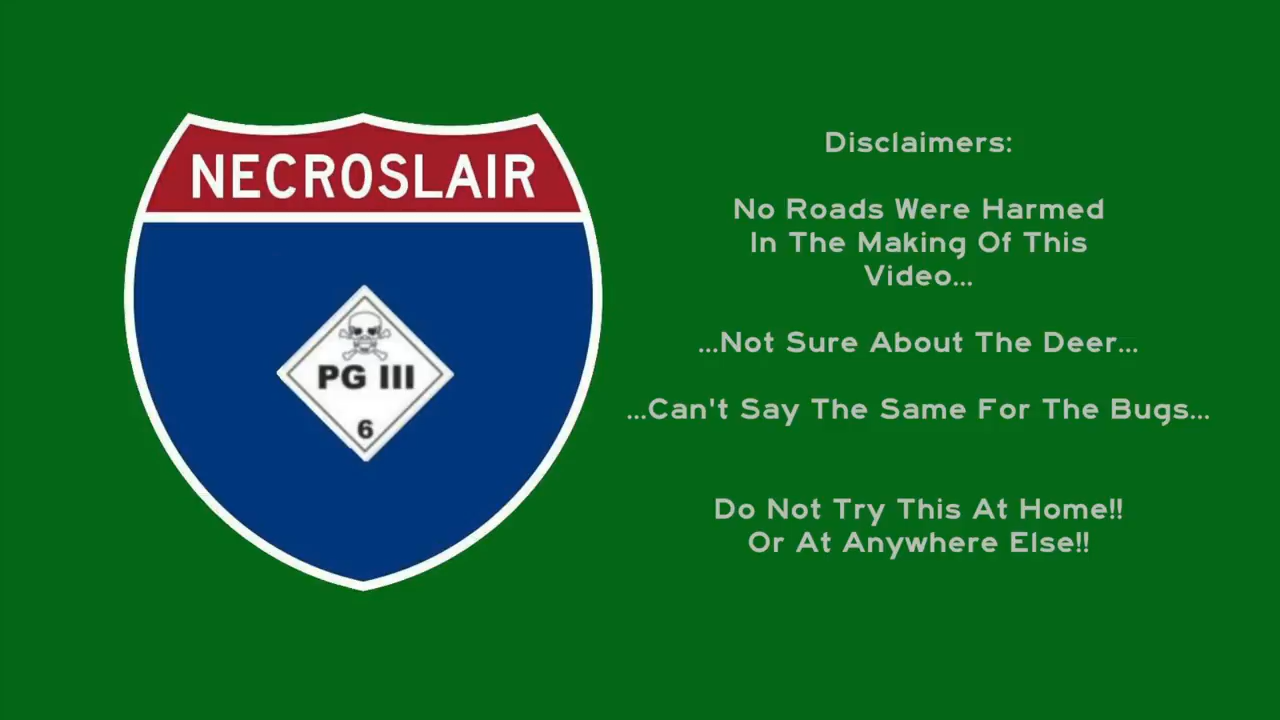 NECROSLAIR
PG III
6
Disclaimers:
No Roads Were Harmed
In The Making Of This
Video...
...Not Sure About The Deer...
...Can't Say The Same For The Bugs...
Do Not Try This At Home!!
Or At Anywhere Else!!